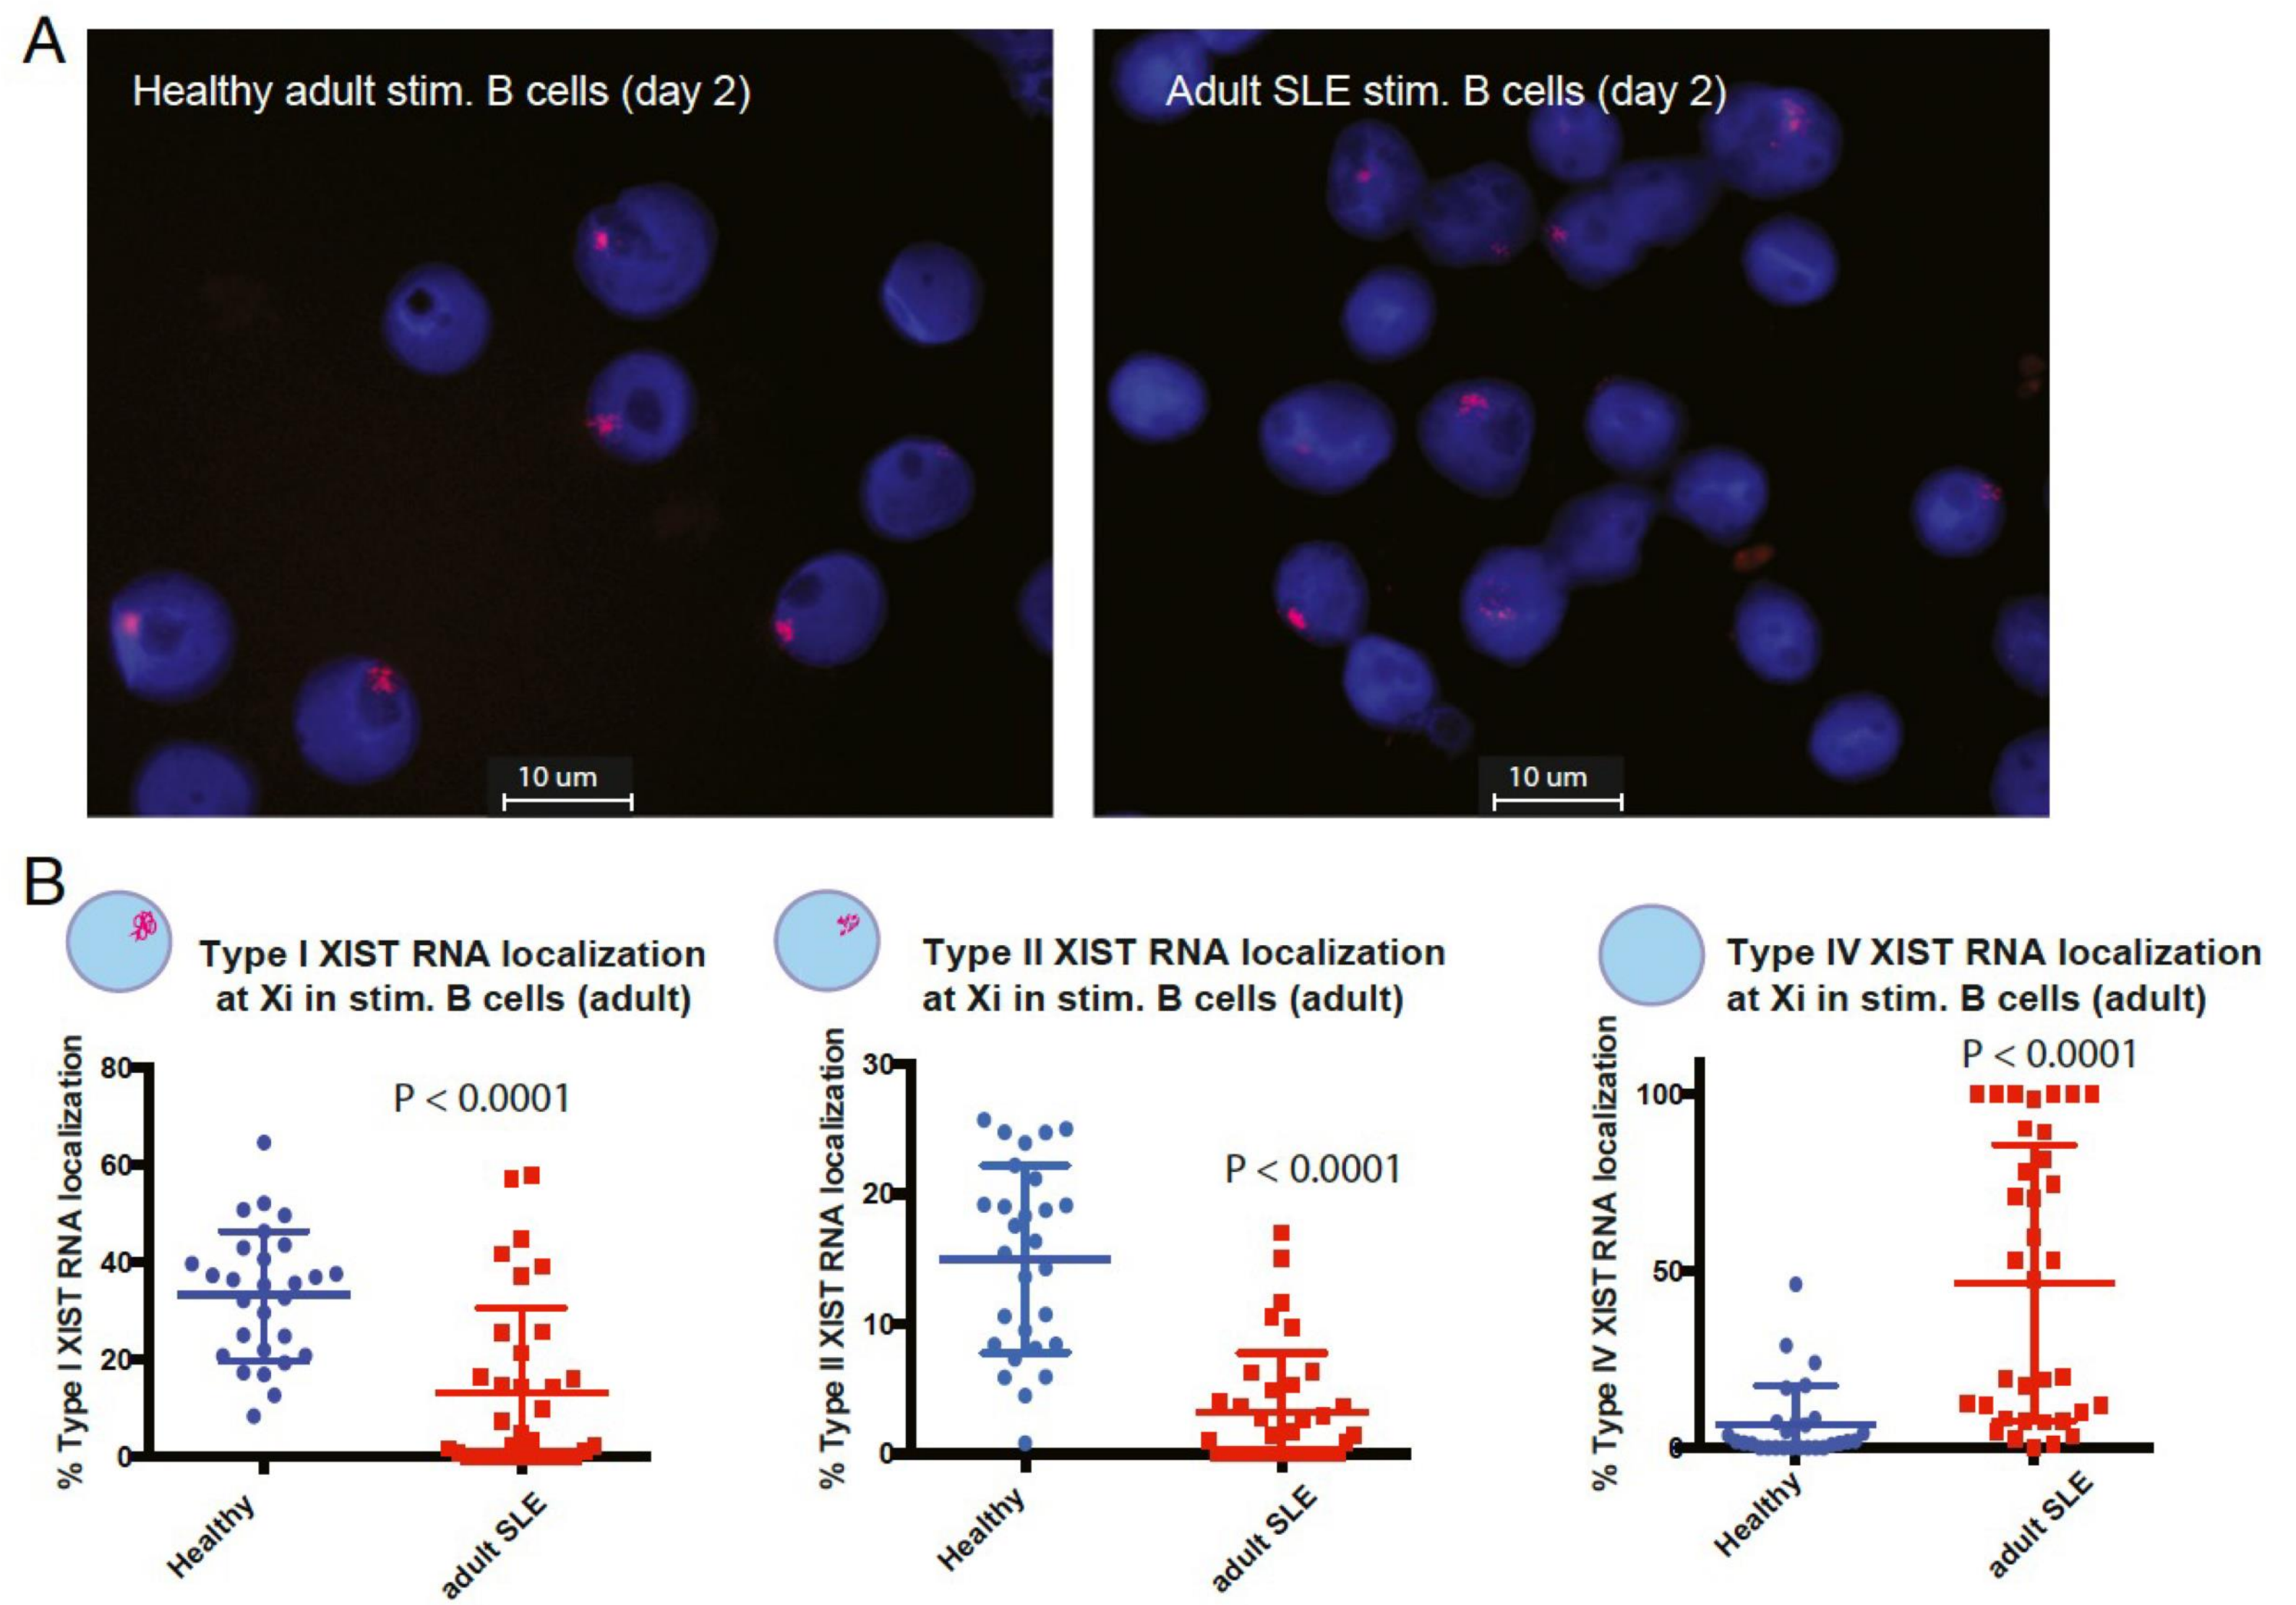 A
Healthy adult stim. B cells (day 2)
Adult SLE stim. B cells (day 2)
10 um
10 um
B
Type I XIST RNA localization
at Xi in stim. B cells (adult)
% Type I XIST RNA localization
80
60
40
20
0
P < 0.0001
Healthy
adult SLE
Type II XIST RNA localization
at Xi in stim. B cells (adult)
% Type II XIST RNA localization
30
20
10
0
P < 0.0001
Healthy
adult SLE
Type IV XIST RNA localization
at Xi in stim. B cells (adult)
% Type IV XIST RNA localization
100
50
0
P < 0.0001
Healthy
adult SLE